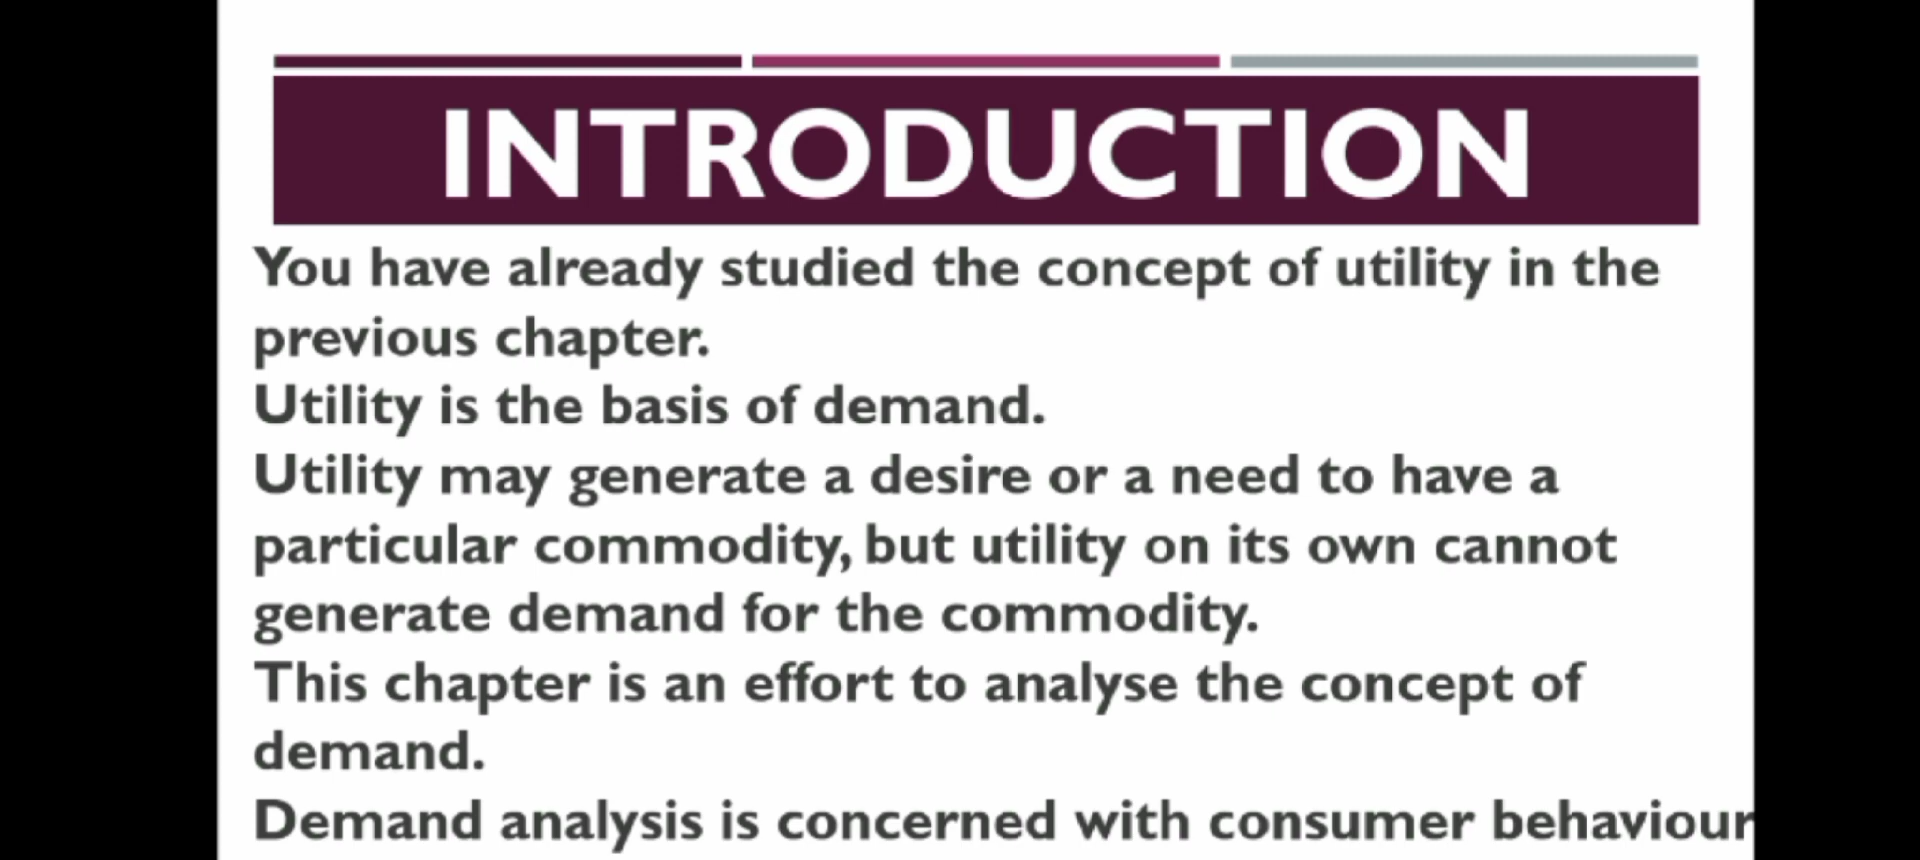 INTRODUCTION
You have already studied the concept of utility in the
previous chapter.
Utility is the basis of demand.
Utility may generate a desire or a need to have a
particular commodity, but utility on its own cannot
generate demand for the commodity.
This chapter is an effort to analyse the concept of
demand.
Demand analysis is concerned with consumer behaviour